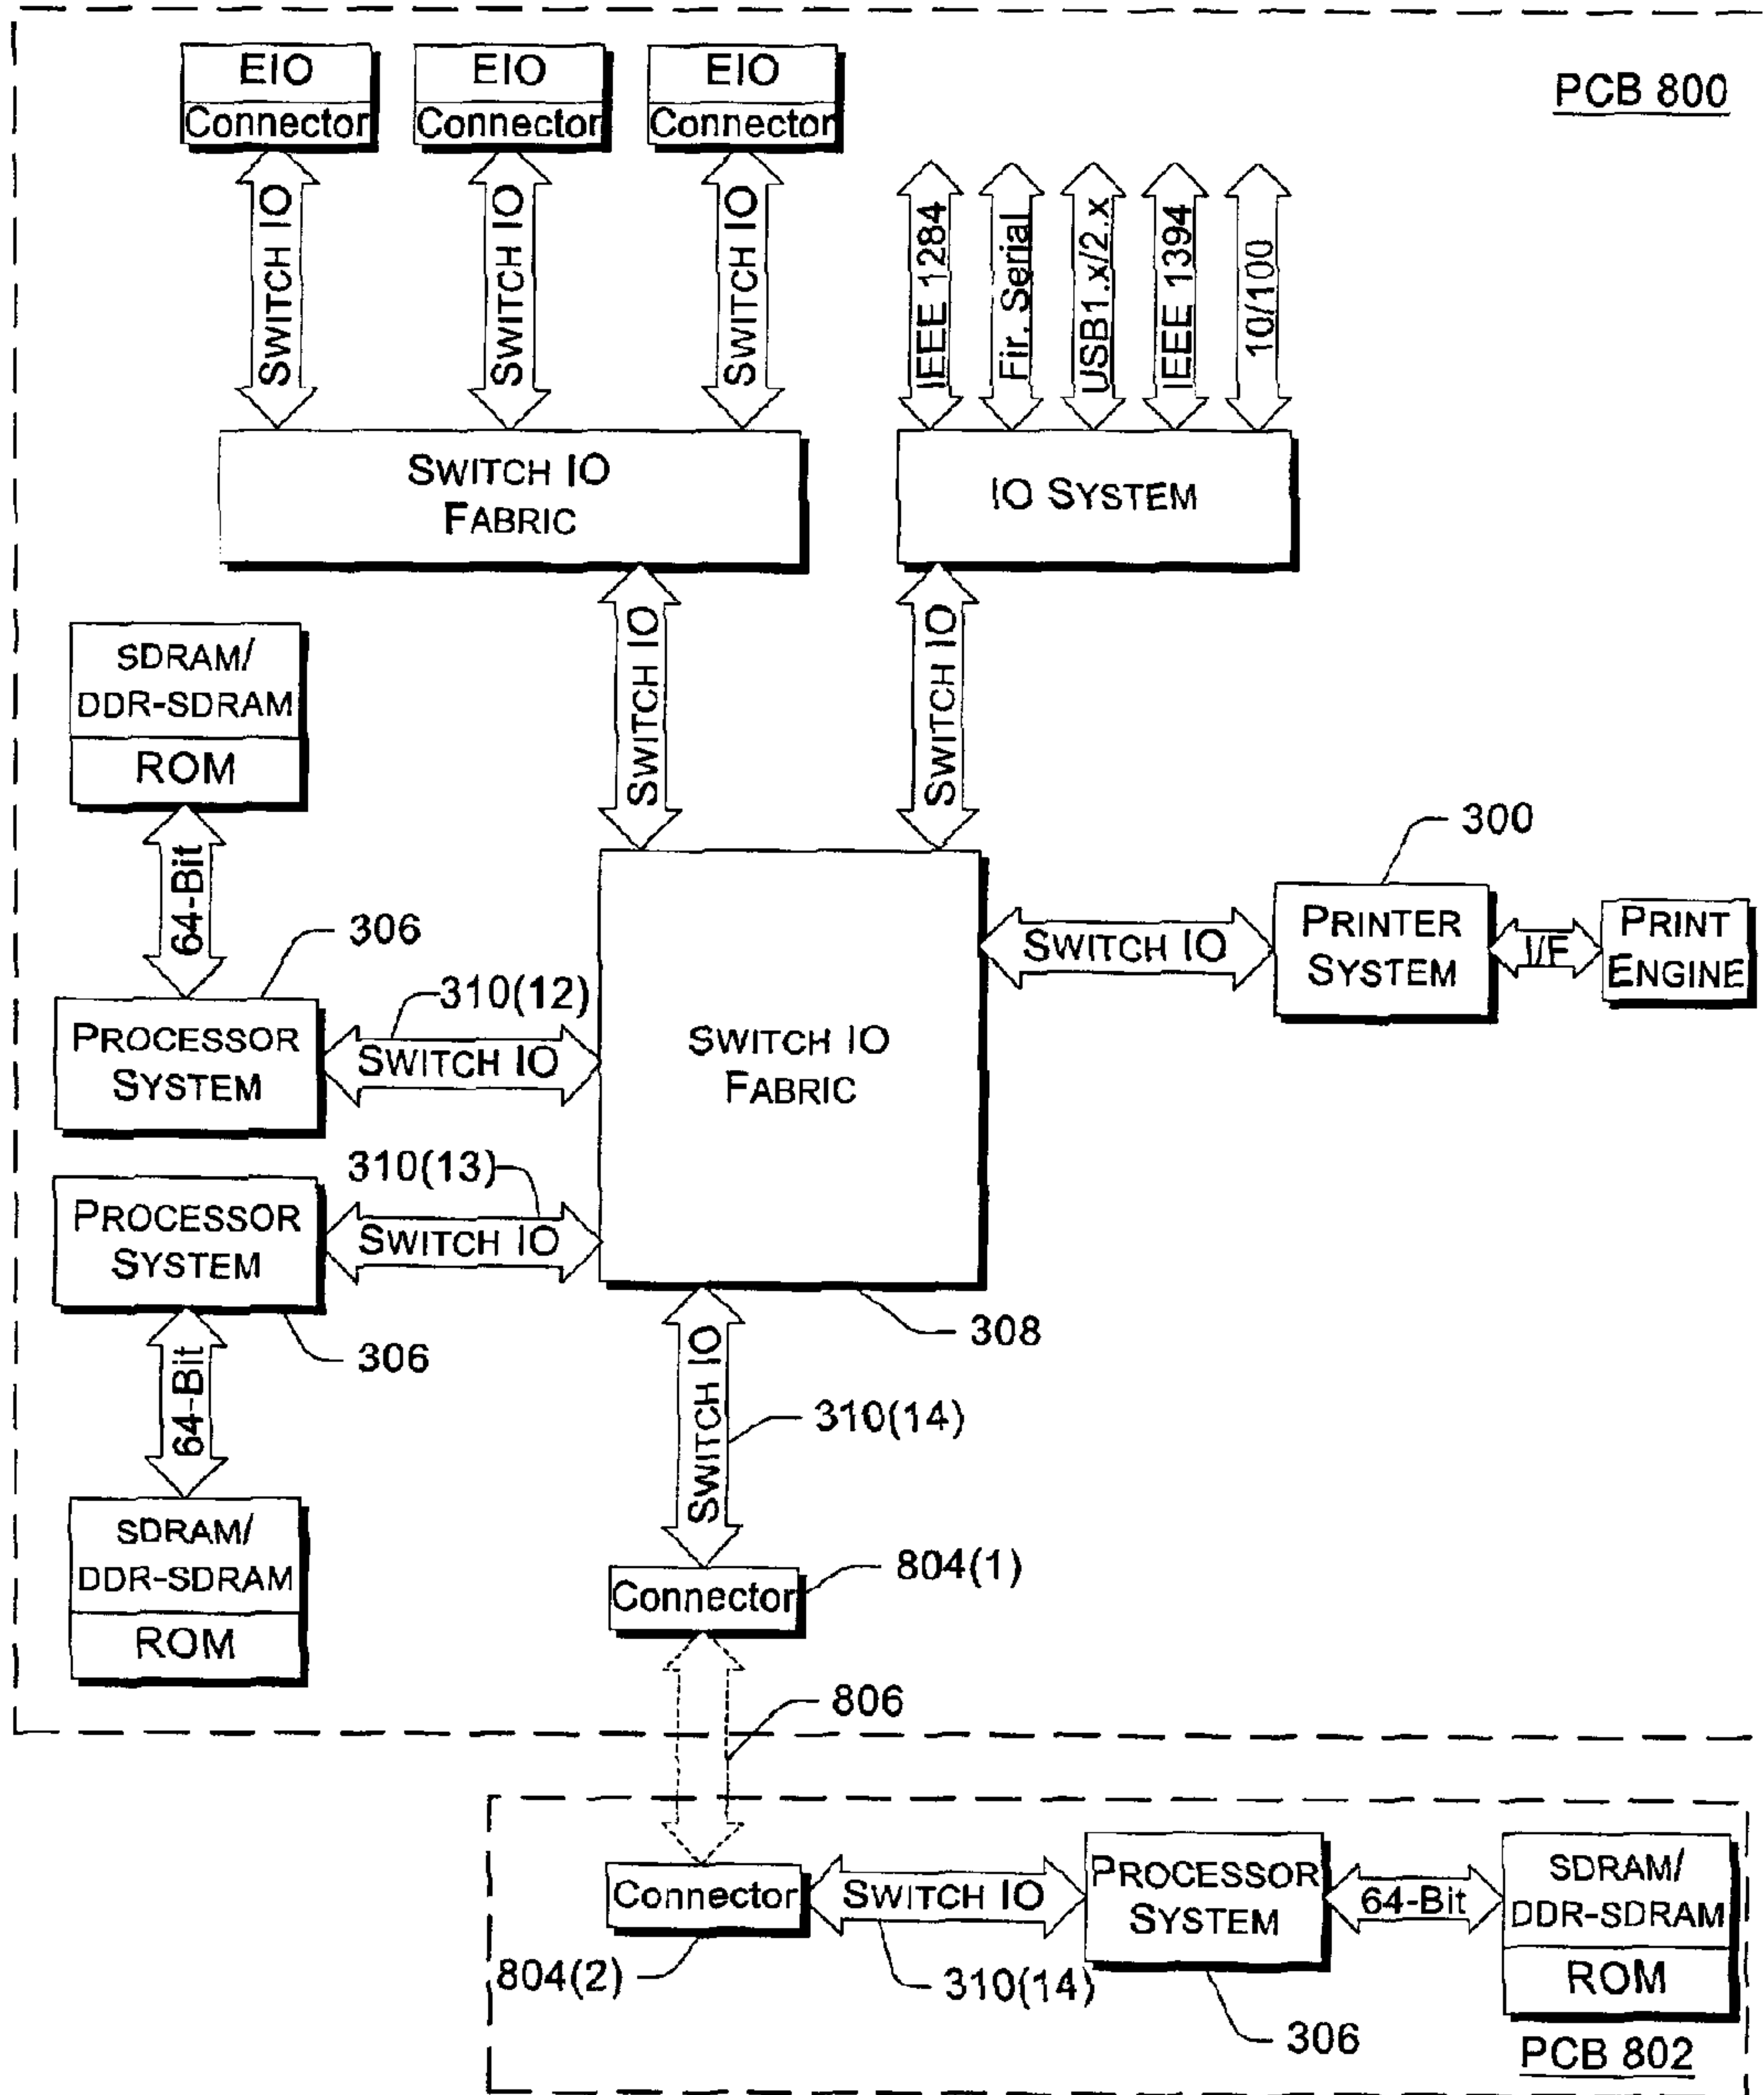 PCB 800
EIO
Connector
EIO
Connector
EIO
Connector
SWITCH IO
SWITCH IO
SWITCH IO
IEEE 1284
Fir. Serial
USB1.x/2.x
IEEE 1394
10/100
SWITCH IO
FABRIC
IO SYSTEM
SWITCH IO
SWITCH IO
SDRAM/
DDR-SDRAM
ROM
64-Bit
306
310(12)
PROCESSOR
SYSTEM
SWITCH IO
SWITCH IO
FABRIC
SWITCH IO
300
PRINTER
SYSTEM
I/F
PRINT
ENGINE
310(13)
PROCESSOR
SYSTEM
SWITCH IO
306
308
64-Bit
SWITCH IO
310(14)
SDRAM/
DDR-SDRAM
ROM
Connector
804(1)
806
Connector
SWITCH IO
PROCESSOR
SYSTEM
64-Bit
SDRAM/
DDR-SDRAM
ROM
804(2)
310(14)
306
PCB 802